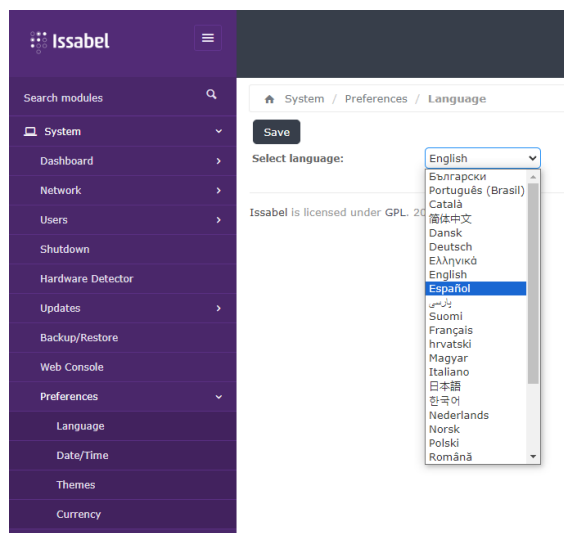 Issabel
Search modules
System
Dashboard
Network
Users
Shutdown
Hardware Detector
Updates
Backup/Restore
Web Console
Preferences
Language
Date/Time
Themes
Currency
System / Preferences / Language
Save
Select language:
English
Български
Português (Brasil)
Català
简体中文
Dansk
Deutsch
Ελληνικά
English
Español
پارسی
Suomi
Français
hrvatski
Magyar
Italiano
日本語
한국어
Nederlands
Norsk
Polski
Română
Issabel is licensed under GPL. 20